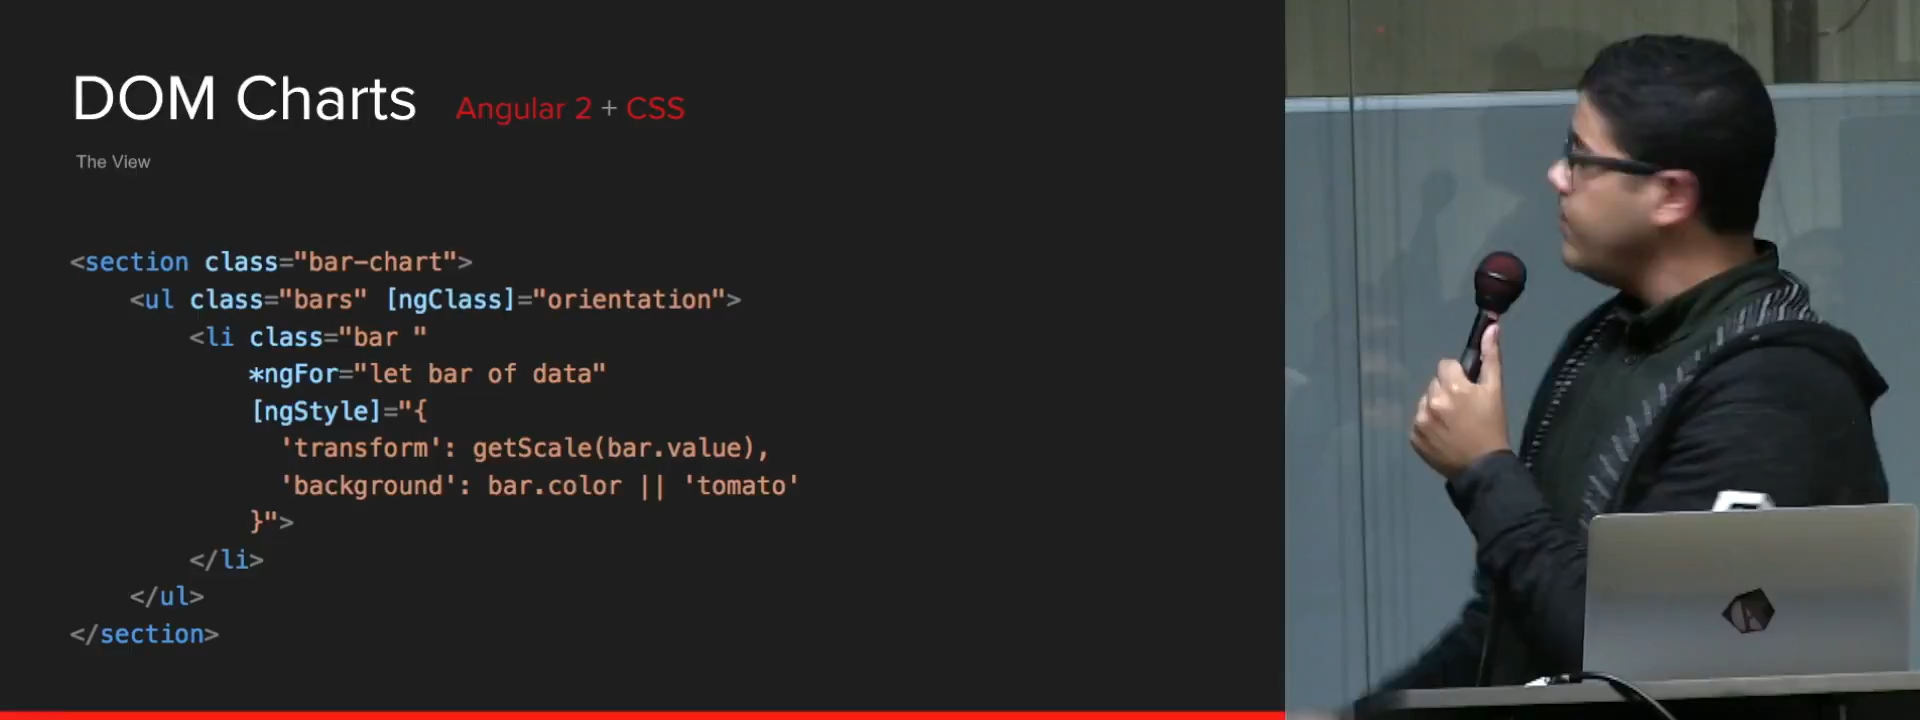 DOM Charts Angular 2 + CSS
The View
<section class="bar-chart">
<ul class="bars" [ngClass]="orientation">
<li class="bar "
*ngFor="let bar of data"
[ngStyle]="{
'transform': getScale(bar.value),
'background': bar.color || 'tomato'
}">
</li>
</ul>
</section>